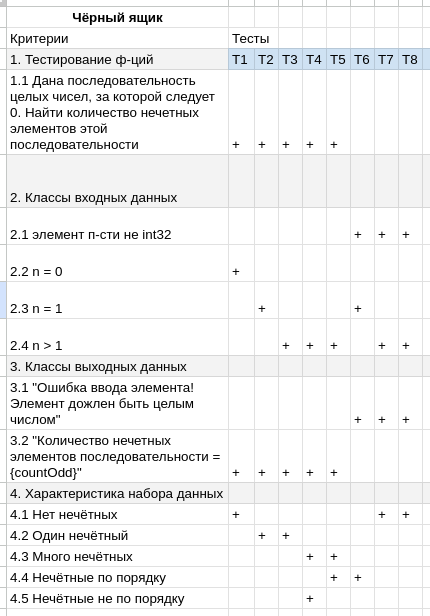 Чёрный ящик
Критерии Тесты
1. Тестирование ф-ций T1 T2 T3 T4 T5 T6 T7 T8
1.1 Дана последовательность
целых чисел, за которой следует
0. Найти количество нечетных
элементов этой
последовательности + + + + +
2. Классы входных данных
2.1 элемент п-сти не int32 + + +
2.2 n = 0 +
2.3 n = 1 + +
2.4 n > 1 + + + + +
3. Классы выходных данных
3.1 "Ошибка ввода элемента!
Элемент дожлен быть целым
числом" + + +
3.2 "Количество нечетных
элементов последовательности =
{countOdd}" + + + + +
4. Характеристика набора данных
4.1 Нет нечётных + + +
4.2 Один нечётный + +
4.3 Много нечётных + +
4.4 Нечётные по порядку + +
4.5 Нечётные не по порядку +